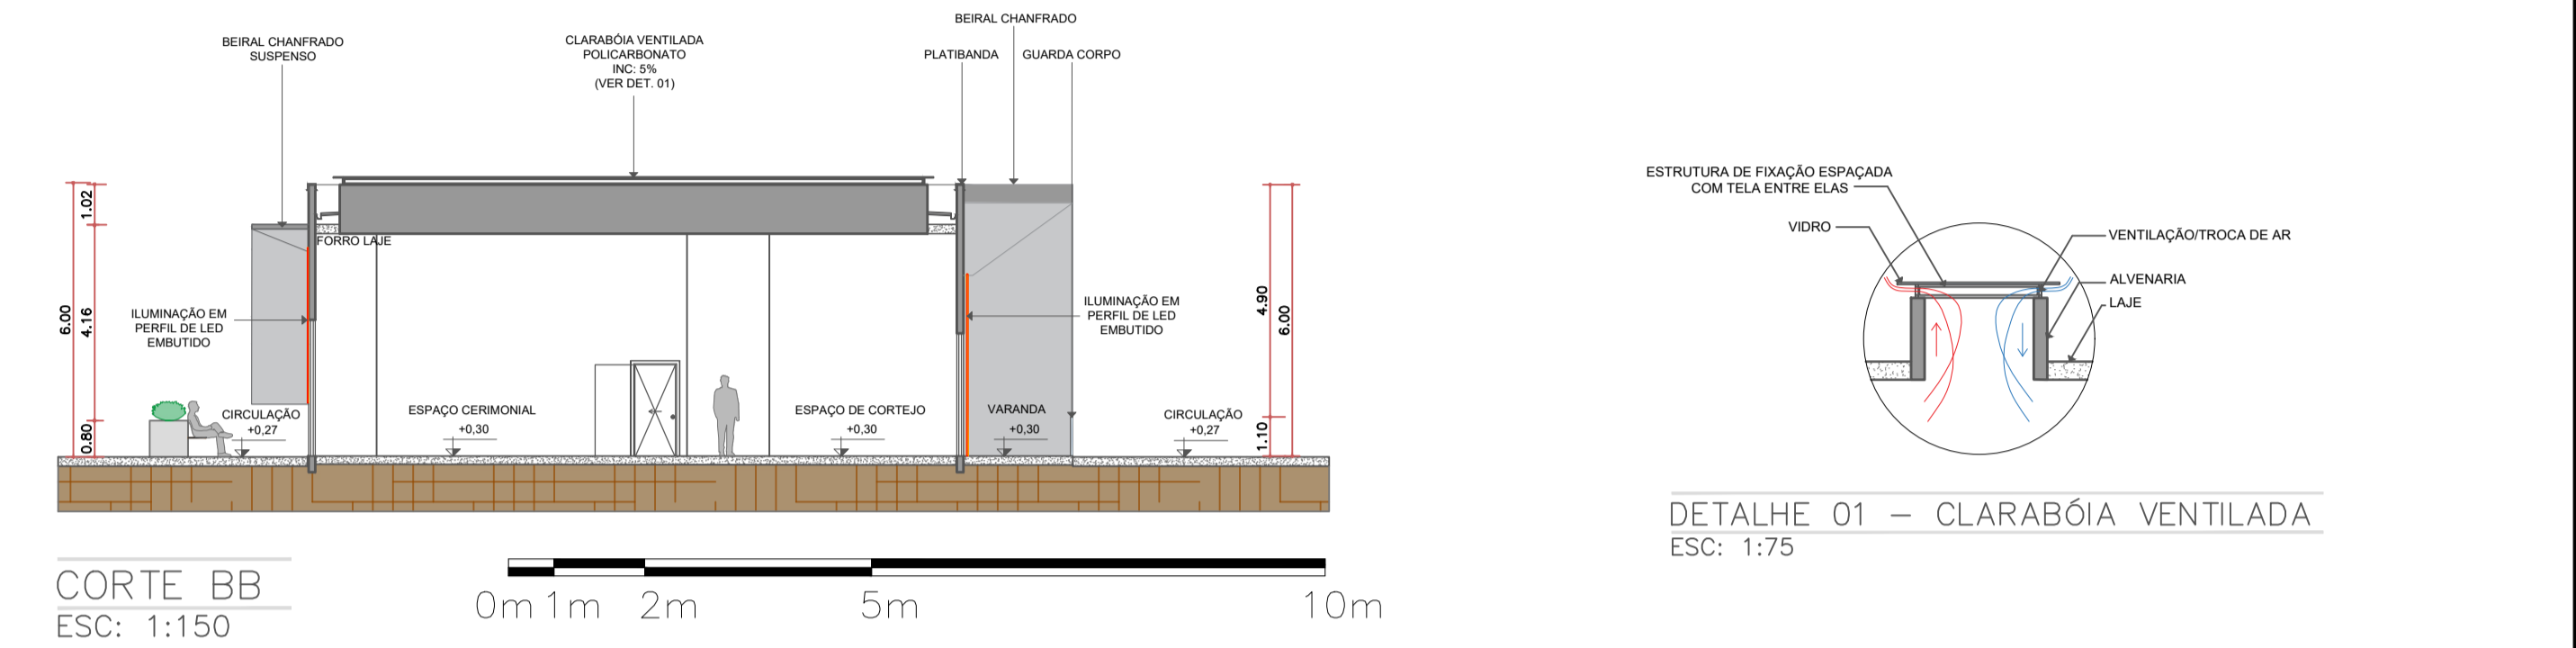 BEIRAL CHANFRADO
SUSPENSO
CLARABÓIA VENTILADA
POLICARBONATO
INC: 5%
(VER DET. 01)
BEIRAL CHANFRADO
PLATIBANDA
GUARDA CORPO
1.02
6.00
4.16
0.80
FORRO LAJE
ILUMINAÇÃO EM
PERFIL DE LED
EMBUTIDO
CIRCULAÇÃO
+0,27
ESPAÇO CERIMONIAL
+0,30
ESPAÇO DE CORTEJO
+0,30
VARANDA
+0,30
ILUMINAÇÃO EM
PERFIL DE LED
EMBUTIDO
CIRCULAÇÃO
+0,27
4.90
6.00
1.10
CORTE BB
ESC: 1:150
0m 1m 2m 5m 10m
ESTRUTURA DE FIXAÇÃO ESPAÇADA
COM TELA ENTRE ELAS
VIDRO
VENTILAÇÃO/TROCA DE AR
ALVENARIA
LAJE
DETALHE 01 – CLARABÓIA VENTILADA
ESC: 1:75